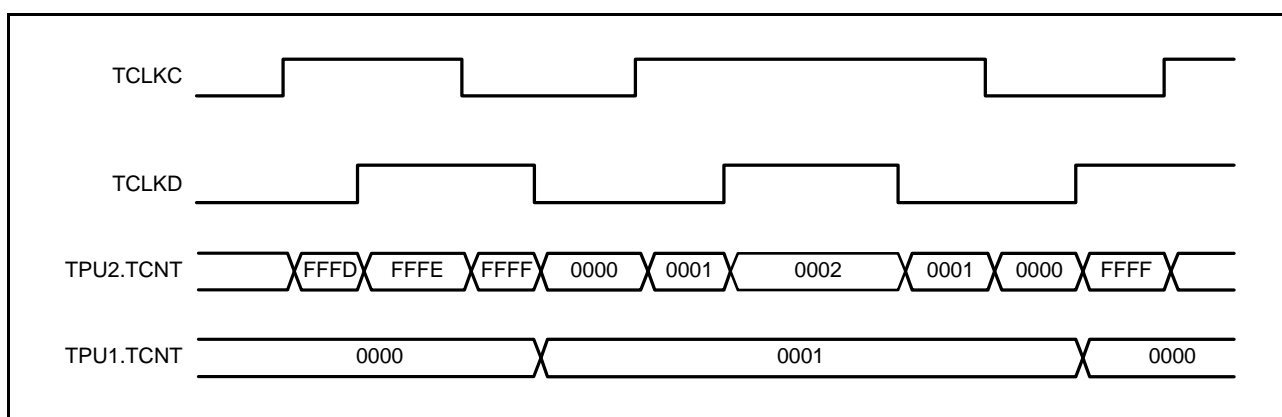 TCLKC
TCLKD
TPU2.TCNT FFFD FFFE FFFF 0000 0001 0002 0001 0000 FFFF
TPU1.TCNT 0000 0001 0000